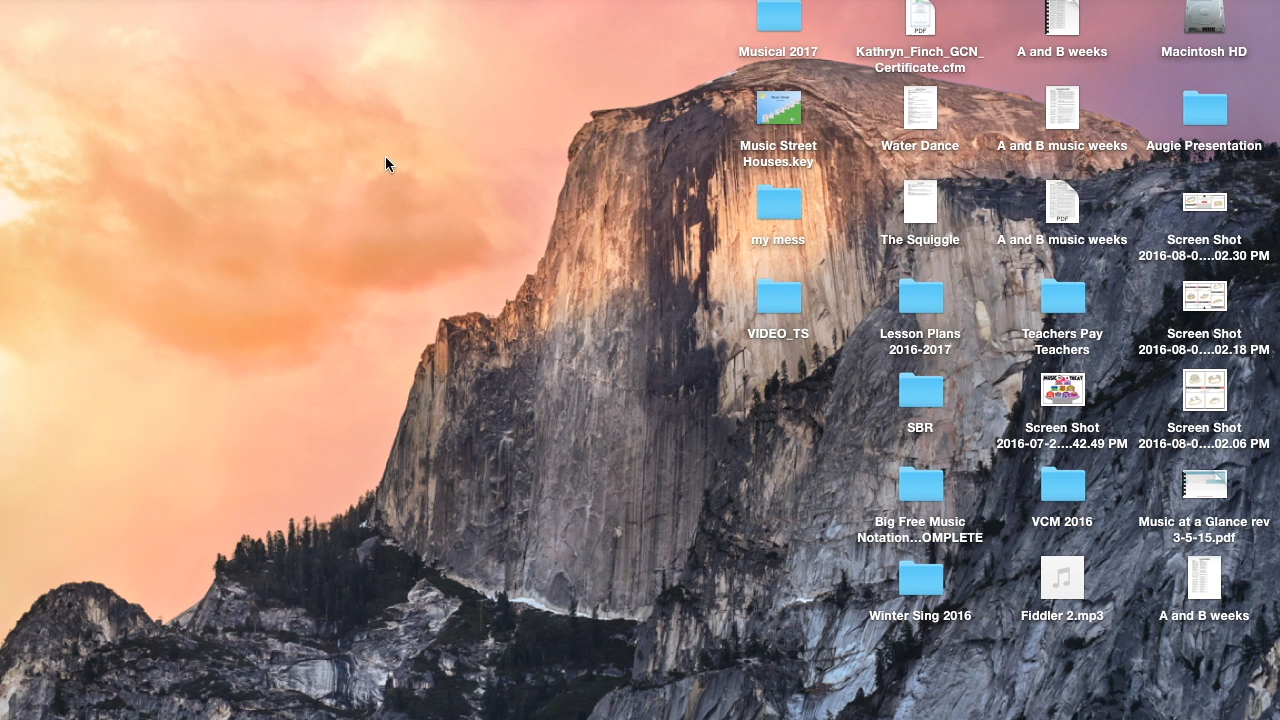 Musical 2017
Kathryn_Finch_GCN_
Certificate.cfm
A and B weeks
Macintosh HD
PDF
Music Street
Houses.key
Water Dance
A and B music weeks
Augie Presentation
my mess
The Squiggle
PDF
A and B music weeks
Screen Shot
2016-08-0....02.30 PM
VIDEO_TS
Lesson Plans
2016-2017
Teachers Pay
Teachers
Screen Shot
2016-08-0....02.18 PM
SBR
MUSIC TREAT
Screen Shot
2016-07-2....42.49 PM
Screen Shot
2016-08-0....02.06 PM
Big Free Music
Notation...OMPLETE
VCM 2016
Music at a Glance rev
3-5-15.pdf
Winter Sing 2016
Fiddler 2.mp3
A and B weeks